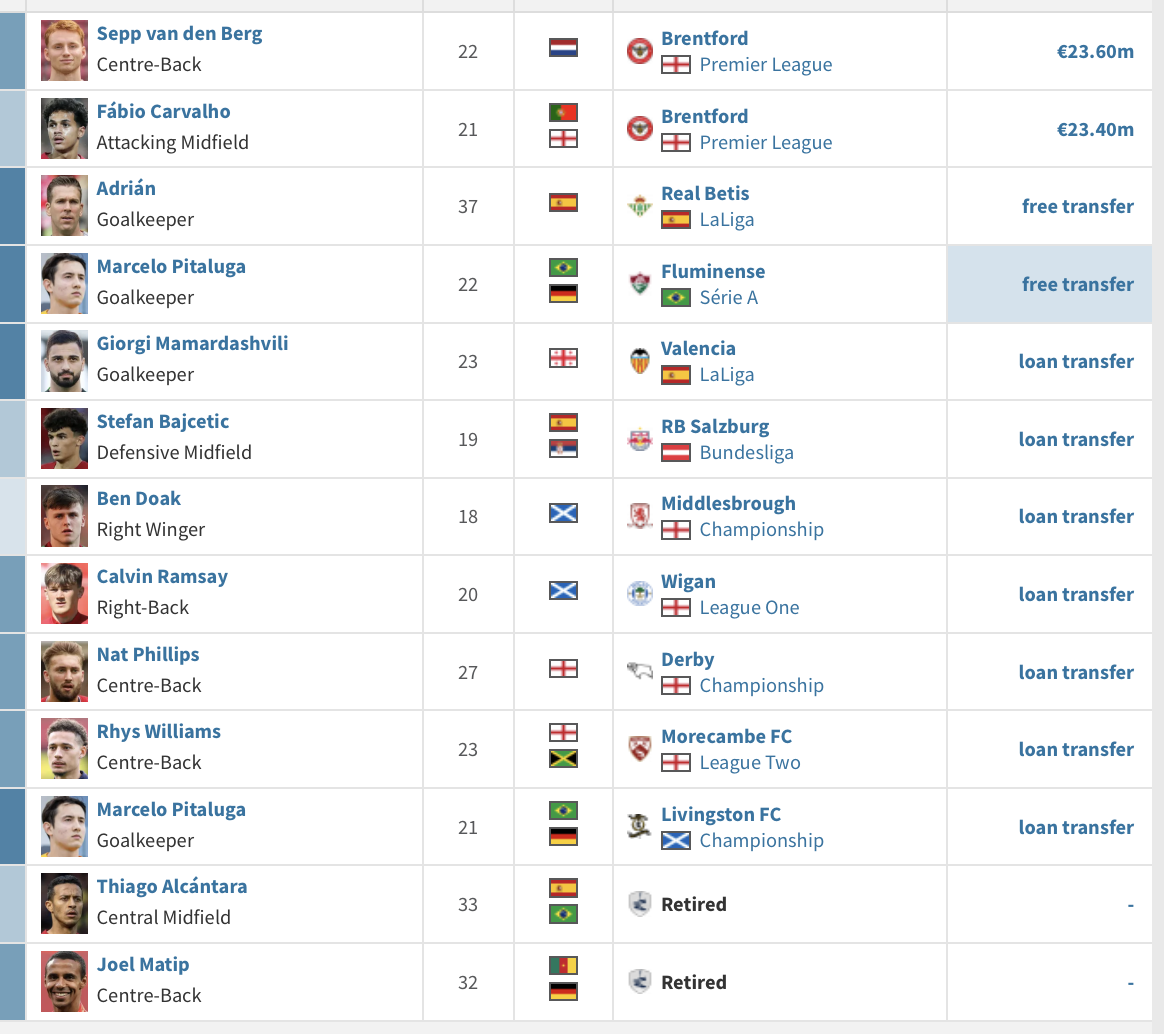 Sepp van den Berg
Centre-Back
22
Brentford
Premier League
€23.60m
Fábio Carvalho
Attacking Midfield
21
Brentford
Premier League
€23.40m
Adrián
Goalkeeper
37
Real Betis
LaLiga
free transfer
Marcelo Pitaluga
Goalkeeper
22
Fluminense
Série A
free transfer
Giorgi Mamardashvili
Goalkeeper
23
Valencia
LaLiga
loan transfer
Stefan Bajcetic
Defensive Midfield
19
RB Salzburg
Bundesliga
loan transfer
Ben Doak
Right Winger
18
Middlesbrough
Championship
loan transfer
Calvin Ramsay
Right-Back
20
Wigan
League One
loan transfer
Nat Phillips
Centre-Back
27
Derby
Championship
loan transfer
Rhys Williams
Centre-Back
23
Morecambe FC
League Two
loan transfer
Marcelo Pitaluga
Goalkeeper
21
Livingston FC
Championship
loan transfer
Thiago Alcántara
Central Midfield
33
Retired
-
Joel Matip
Centre-Back
32
Retired
-